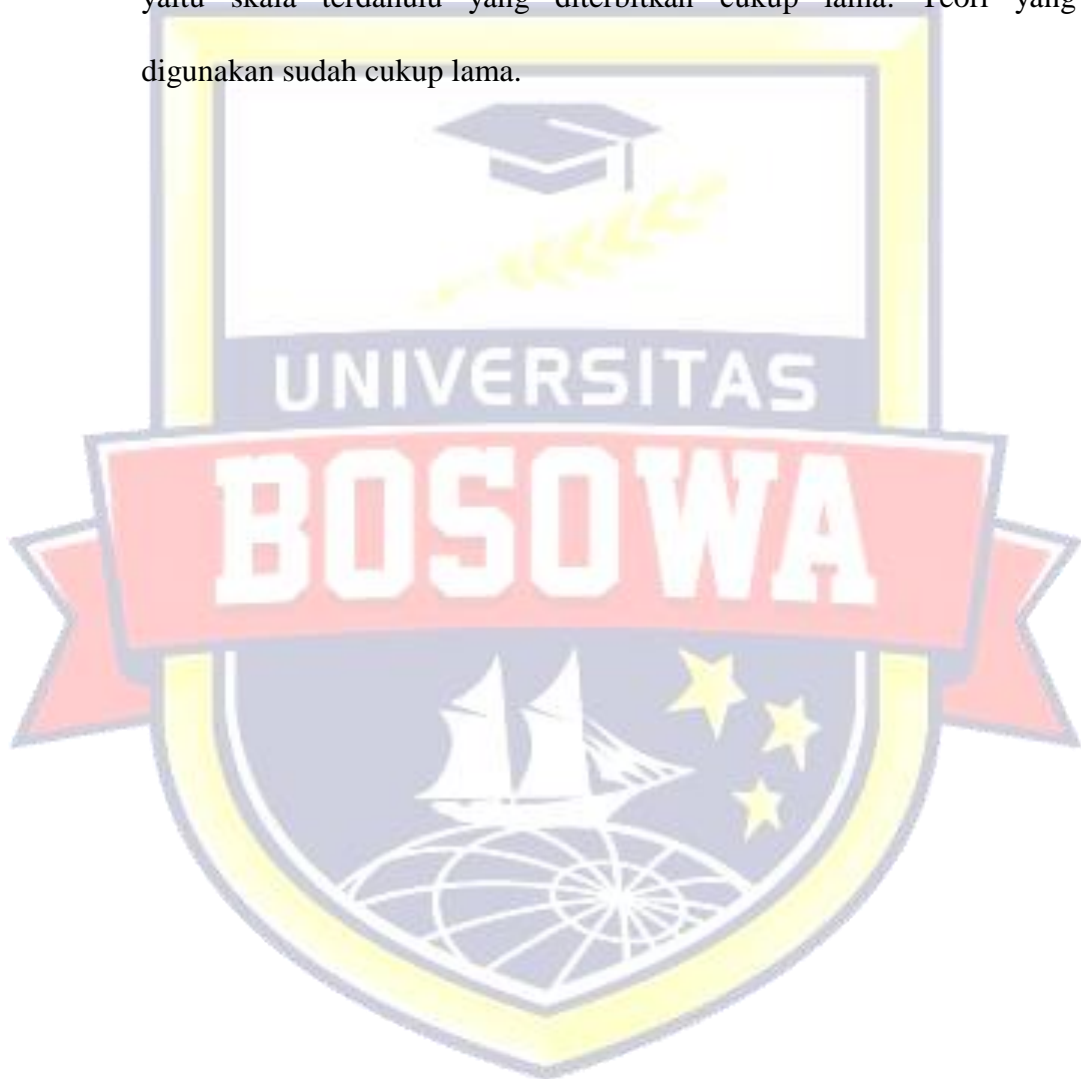 yaitu skala terdahulu yang diterbitkan cukup lama. Teori yang
digunakan sudah cukup lama.
UNIVERSITAS
BOSOWA